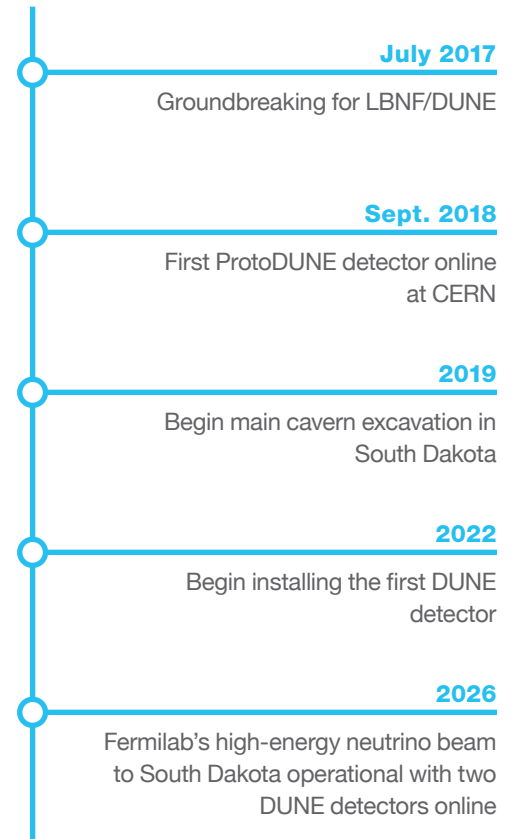 July 2017
Groundbreaking for LBNF/DUNE
Sept. 2018
First ProtoDUNE detector online
at CERN
2019
Begin main cavern excavation in
South Dakota
2022
Begin installing the first DUNE
detector
2026
Fermilab’s high-energy neutrino beam
to South Dakota operational with two
DUNE detectors online